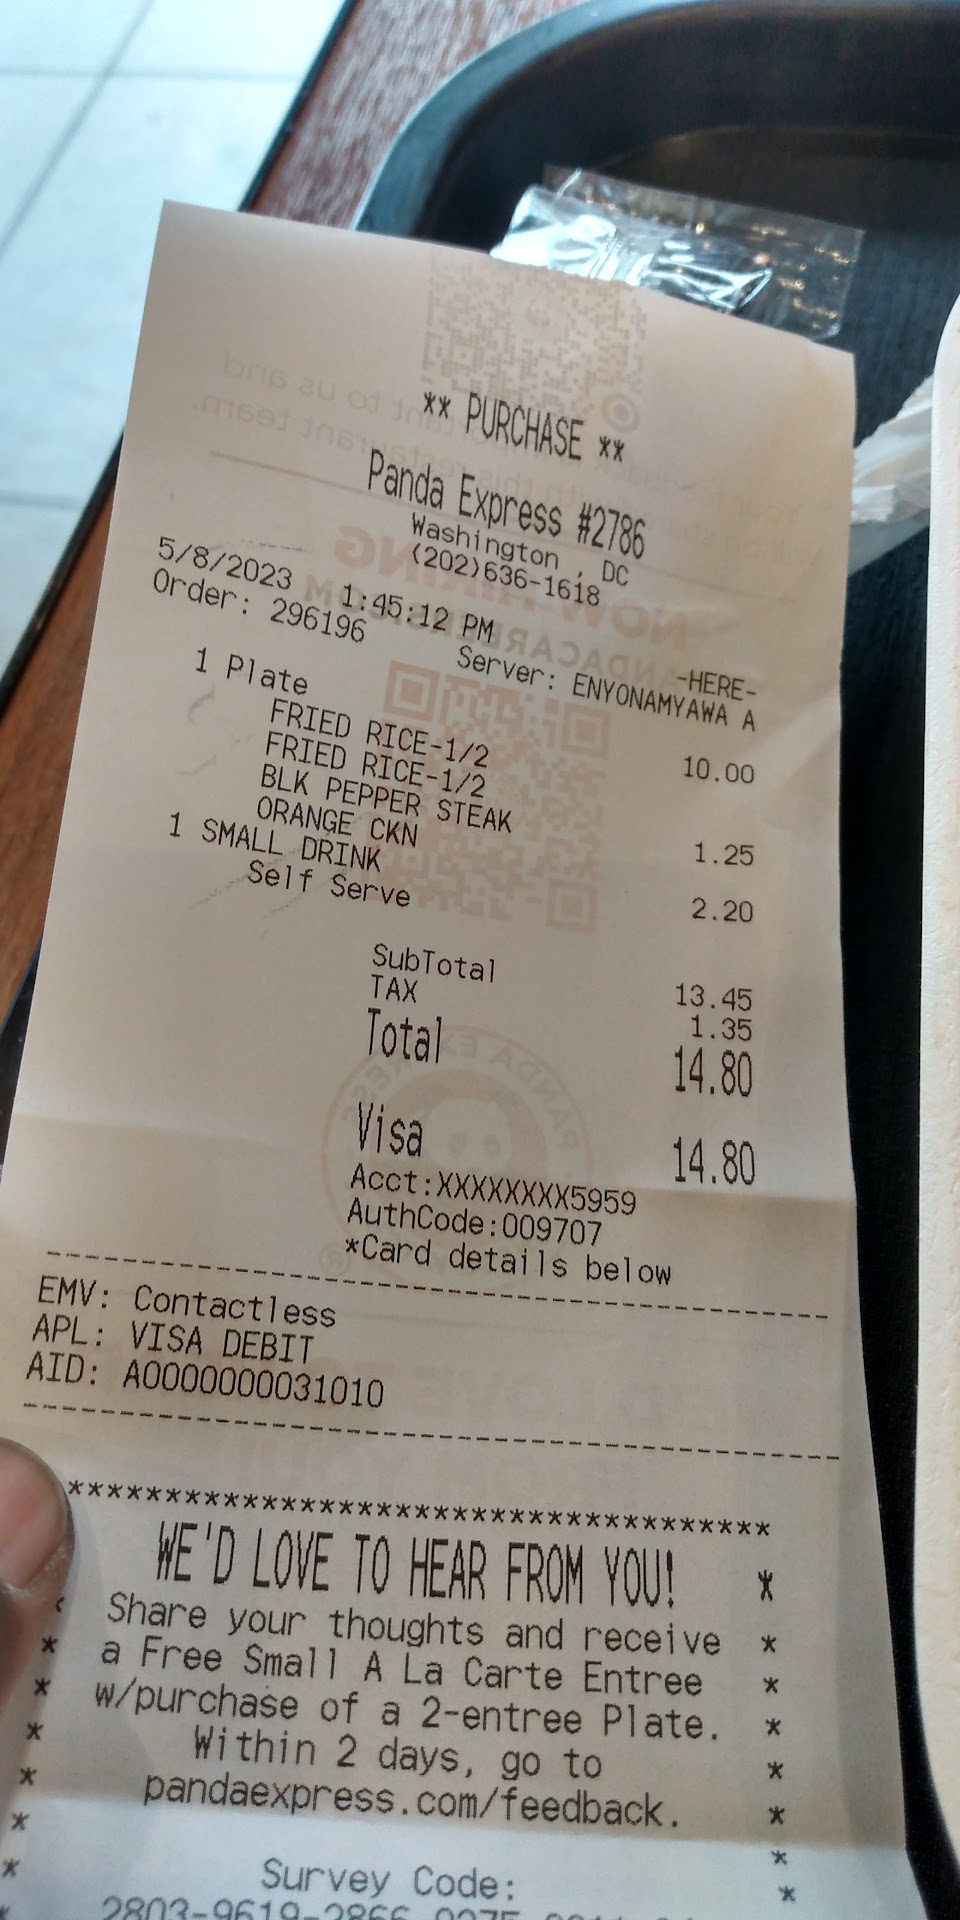 ** PURCHASE **
Panda Express #2786
Washington , DC
(202)636-1618
5/8/2023 1:45:12 PM -HERE-
Order: 296196 Server: ENYONAMYAWA A
1 Plate 10.00
FRIED RICE-1/2
FRIED RICE-1/2
BLK PEPPER STEAK 1.25
ORANGE CKN
1 SMALL DRINK 2.20
Self Serve
SubTotal 13.45
TAX 1.35
Total 14.80
Visa 14.80
Acct:XXXXXXXX5959
AuthCode:009707
*Card details below
EMV: Contactless
APL: VISA DEBIT
AID: A0000000031010
****************************************
WE'D LOVE TO HEAR FROM YOU! *
Share your thoughts and receive *
* a Free Small A La Carte Entree *
* w/purchase of a 2-entree Plate. *
* Within 2 days, go to *
* pandaexpress.com/feedback. *
* Survey Code: *
2803-9619-2866